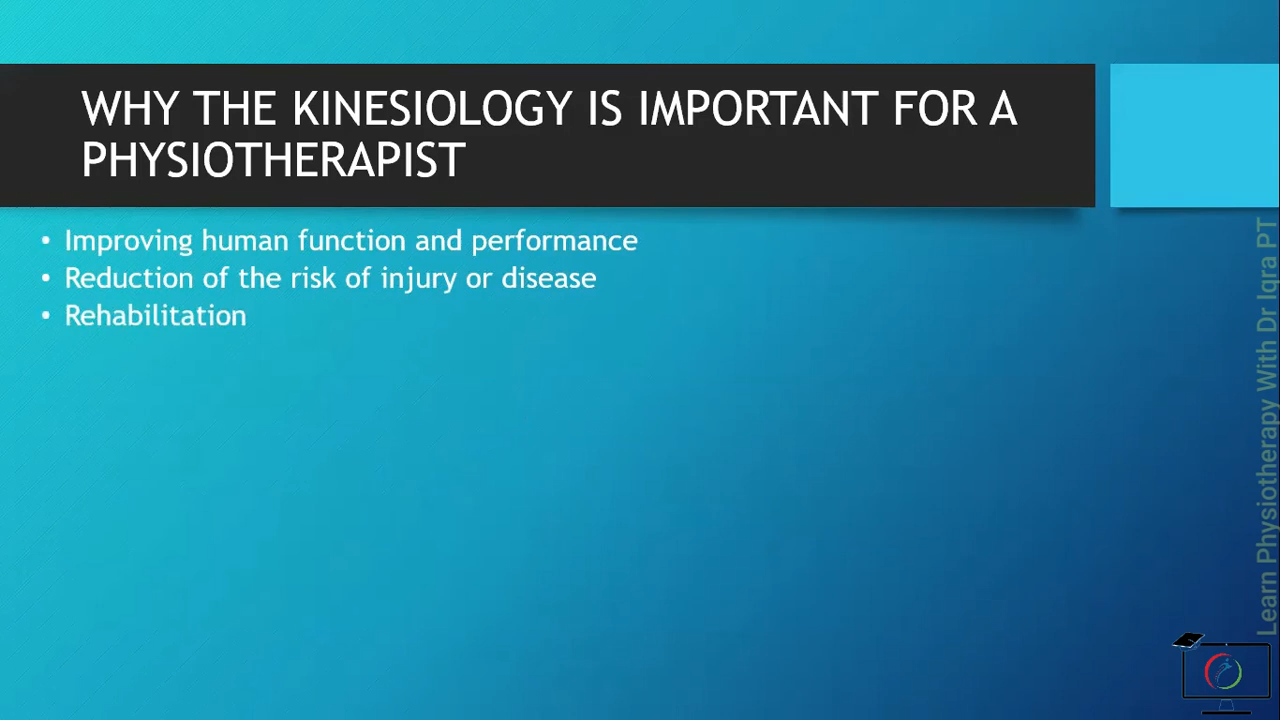 WHY THE KINESIOLOGY IS IMPORTANT FOR A
PHYSIOTHERAPIST
• Improving human function and performance
• Reduction of the risk of injury or disease
• Rehabilitation
Learn Physiotherapy With Dr Iqra PT